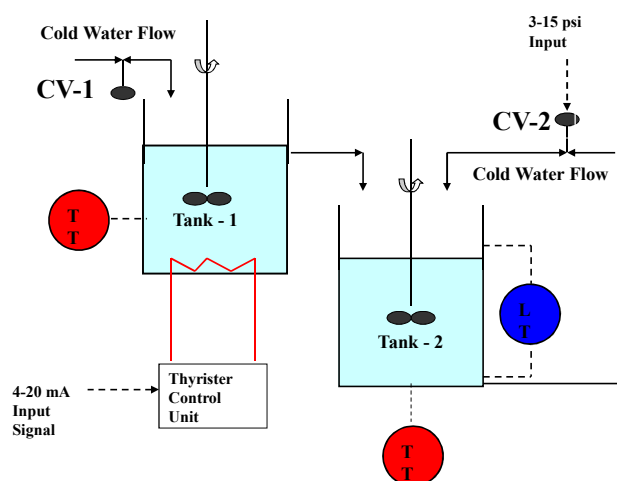 Cold Water Flow
3-15 psi
Input
CV-1
CV-2
Cold Water Flow
T
T
Tank - 1
L
T
Tank - 2
4-20 mA
Input
Signal
Thyrister
Control
Unit
T
T